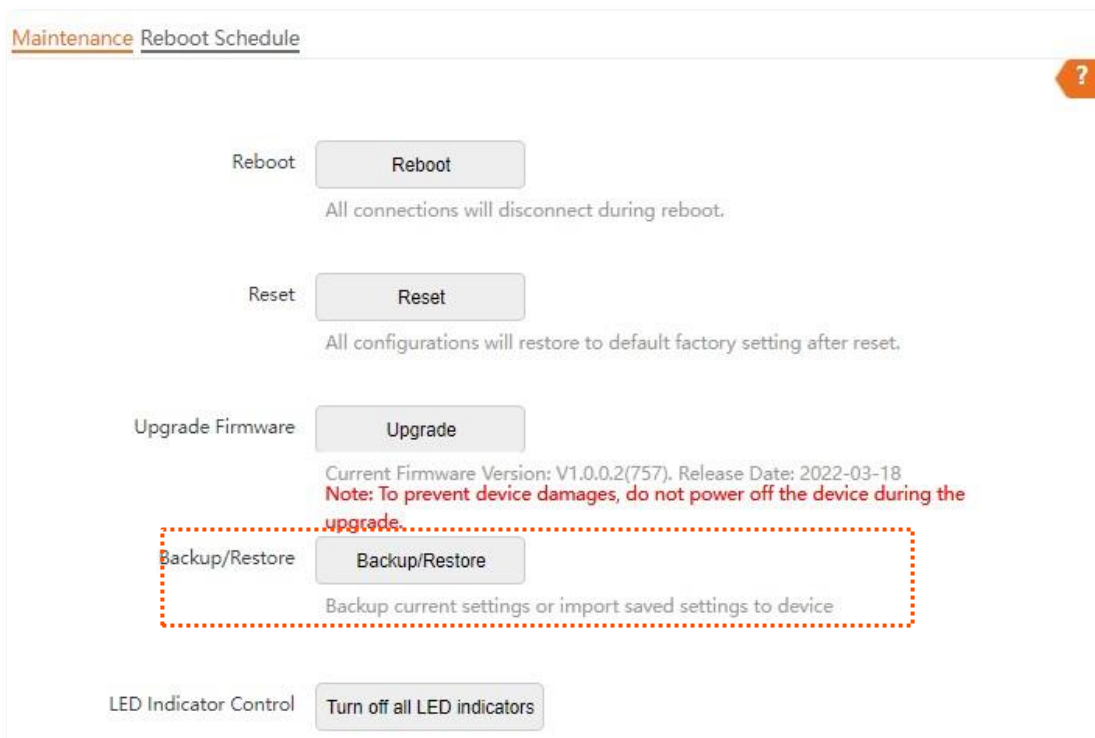 Maintenance Reboot Schedule
?
Reboot Reboot
All connections will disconnect during reboot.
Reset Reset
All configurations will restore to default factory setting after reset.
Upgrade Firmware Upgrade
Current Firmware Version: V1.0.0.2(757). Release Date: 2022-03-18
Note: To prevent device damages, do not power off the device during the
upgrade.
Backup/Restore Backup/Restore
Backup current settings or import saved settings to device
LED Indicator Control Turn off all LED indicators